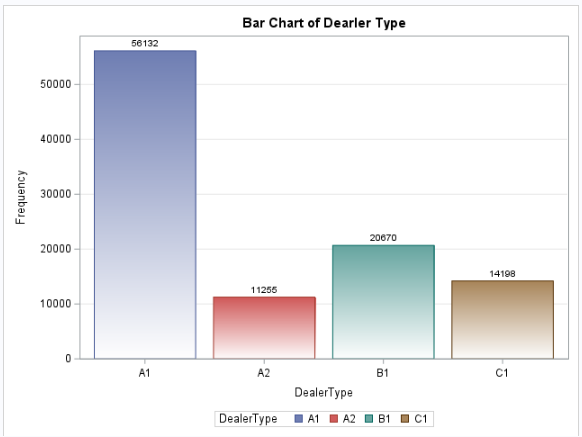 Bar Chart of Dearler Type
56132
50000
40000
30000
20000
10000
0
Frequency
11255
20670
14198
A1 A2 B1 C1
DealerType
DealerType A1 A2 B1 C1